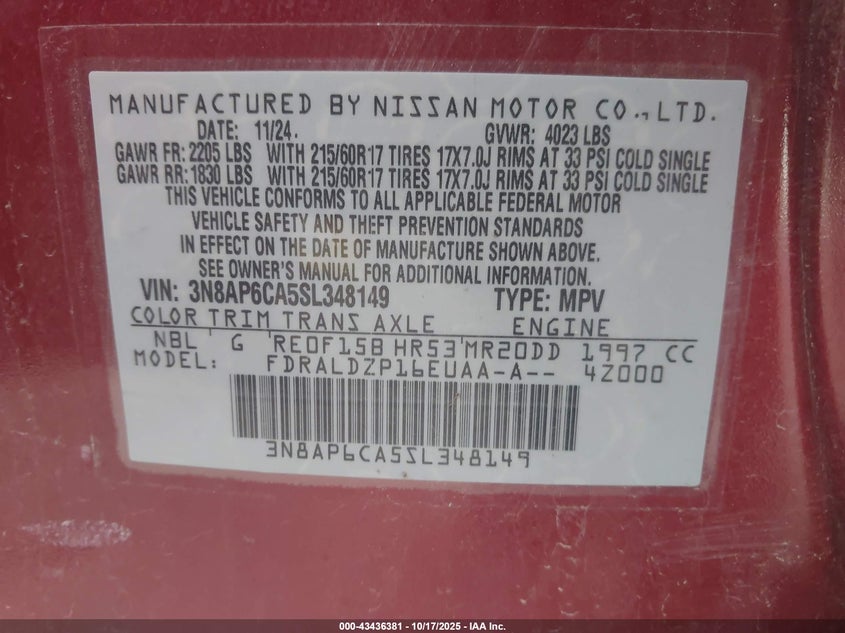 MANUFACTURED BY NISSAN MOTOR CO., LTD.
DATE: 11/24. GVWR: 4023 LBS
GAWR FR: 2205 LBS WITH 215/60R17 TIRES 17X7.0J RIMS AT 33 PSI COLD SINGLE
GAWR RR: 1830 LBS WITH 215/60R17 TIRES 17X7.0J RIMS AT 33 PSI COLD SINGLE
THIS VEHICLE CONFORMS TO ALL APPLICABLE FEDERAL MOTOR
VEHICLE SAFETY AND THEFT PREVENTION STANDARDS
IN EFFECT ON THE DATE OF MANUFACTURE SHOWN ABOVE.
SEE OWNER'S MANUAL FOR ADDITIONAL INFORMATION.
VIN: 3N8AP6CA5SL348149 TYPE: MPV
COLOR TRIM TRANS AXLE ENGINE
NBL' G 'RE0F15B HR53'MR20DD 1997 CC
MODEL: FDRALDZP16EUAA-A-- 4Z000
3N8AP6CA5SL348149
000-43436381 - 10/17/2025 - IAA Inc.